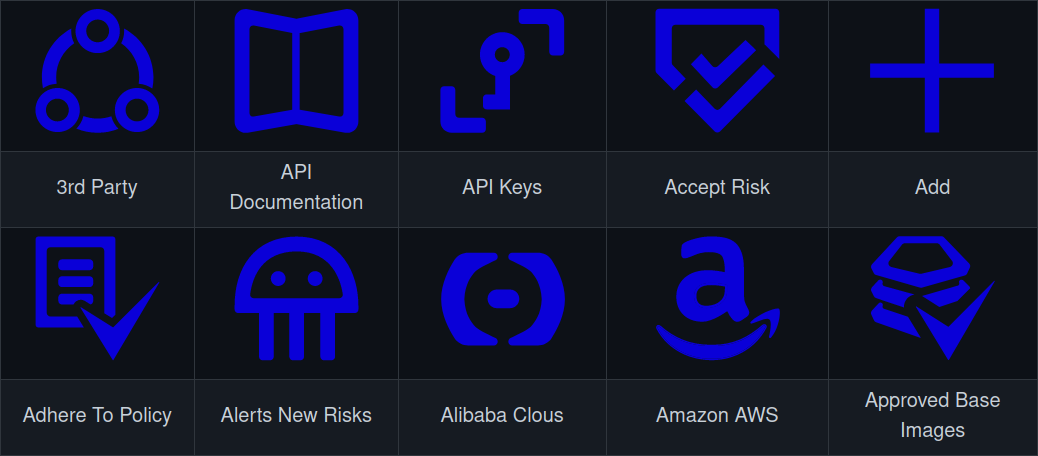 3rd Party
API
Documentation
API Keys
Accept Risk
Add
Adhere To Policy
Alerts New Risks
Alibaba Clous
Amazon AWS
Approved Base
Images